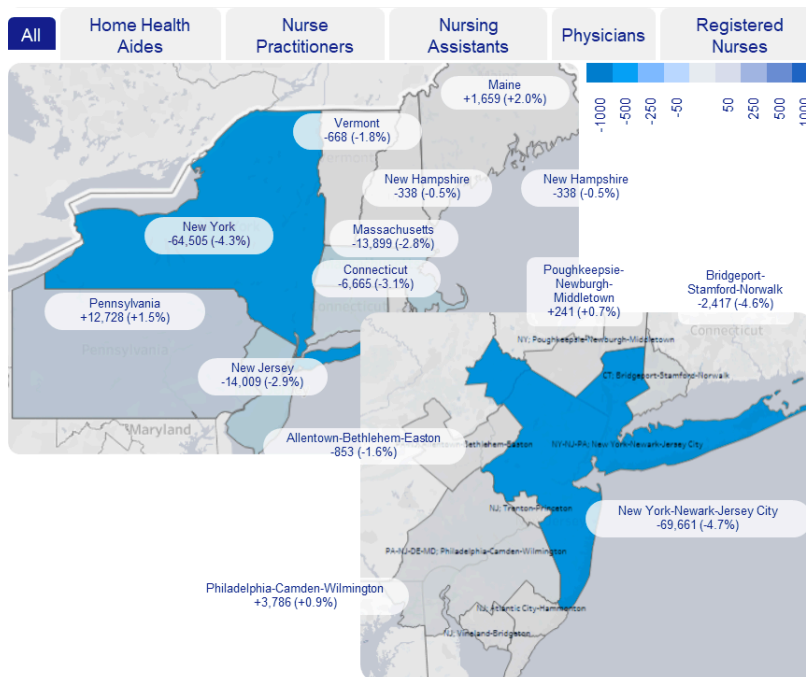 All
Home Health
Aides
Nurse
Practitioners
Nursing
Assistants
Physicians
Registered
Nurses
Maine
+1,659 (+2.0%)
-1000
-500
-250
-50
50
250
500
1000
Vermont
-668 (-1.8%)
Vermont
New Hampshire
-338 (-0.5%)
New Hampshire
-338 (-0.5%)
New York
-64,505 (-4.3%)
Massachusetts
-13,899 (-2.8%)
Connecticut
-6,665 (-3.1%)
Connecticut
Poughkeepsie-
Newburgh-
Middletown
+241 (+0.7%)
Bridgeport-
Stamford-Norwalk
-2,417 (-4.6%)
Connecticut
Pennsylvania
+12,728 (+1.5%)
Pennsylvania
NY; Poughkeepsie-Newburgh-Middletown
New Jersey
-14,009 (-2.9%)
CT; Bridgeport-Stamford-Norwalk
Maryland
Allentown-Bethlehem-Easton
-853 (-1.6%)
Bethlehem-Easton
NY-NJ-PA; New York-Newark-Jersey City
NJ; Trenton-Princeton
New York-Newark-Jersey City
-69,661 (-4.7%)
PA-NJ-DE-MD; Philadelphia-Camden-Wilmington
Philadelphia-Camden-Wilmington
+3,786 (+0.9%)
NJ; Atlantic City-Hammonton
NJ; Vineland-Bridgeton